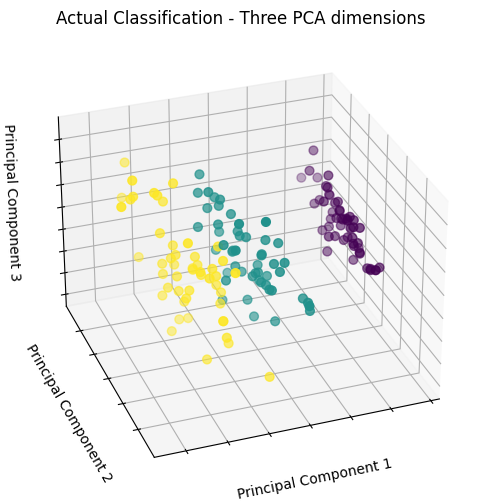 Actual Classification - Three PCA dimensions
Principal Component 3
Principal Component 2
Principal Component 1